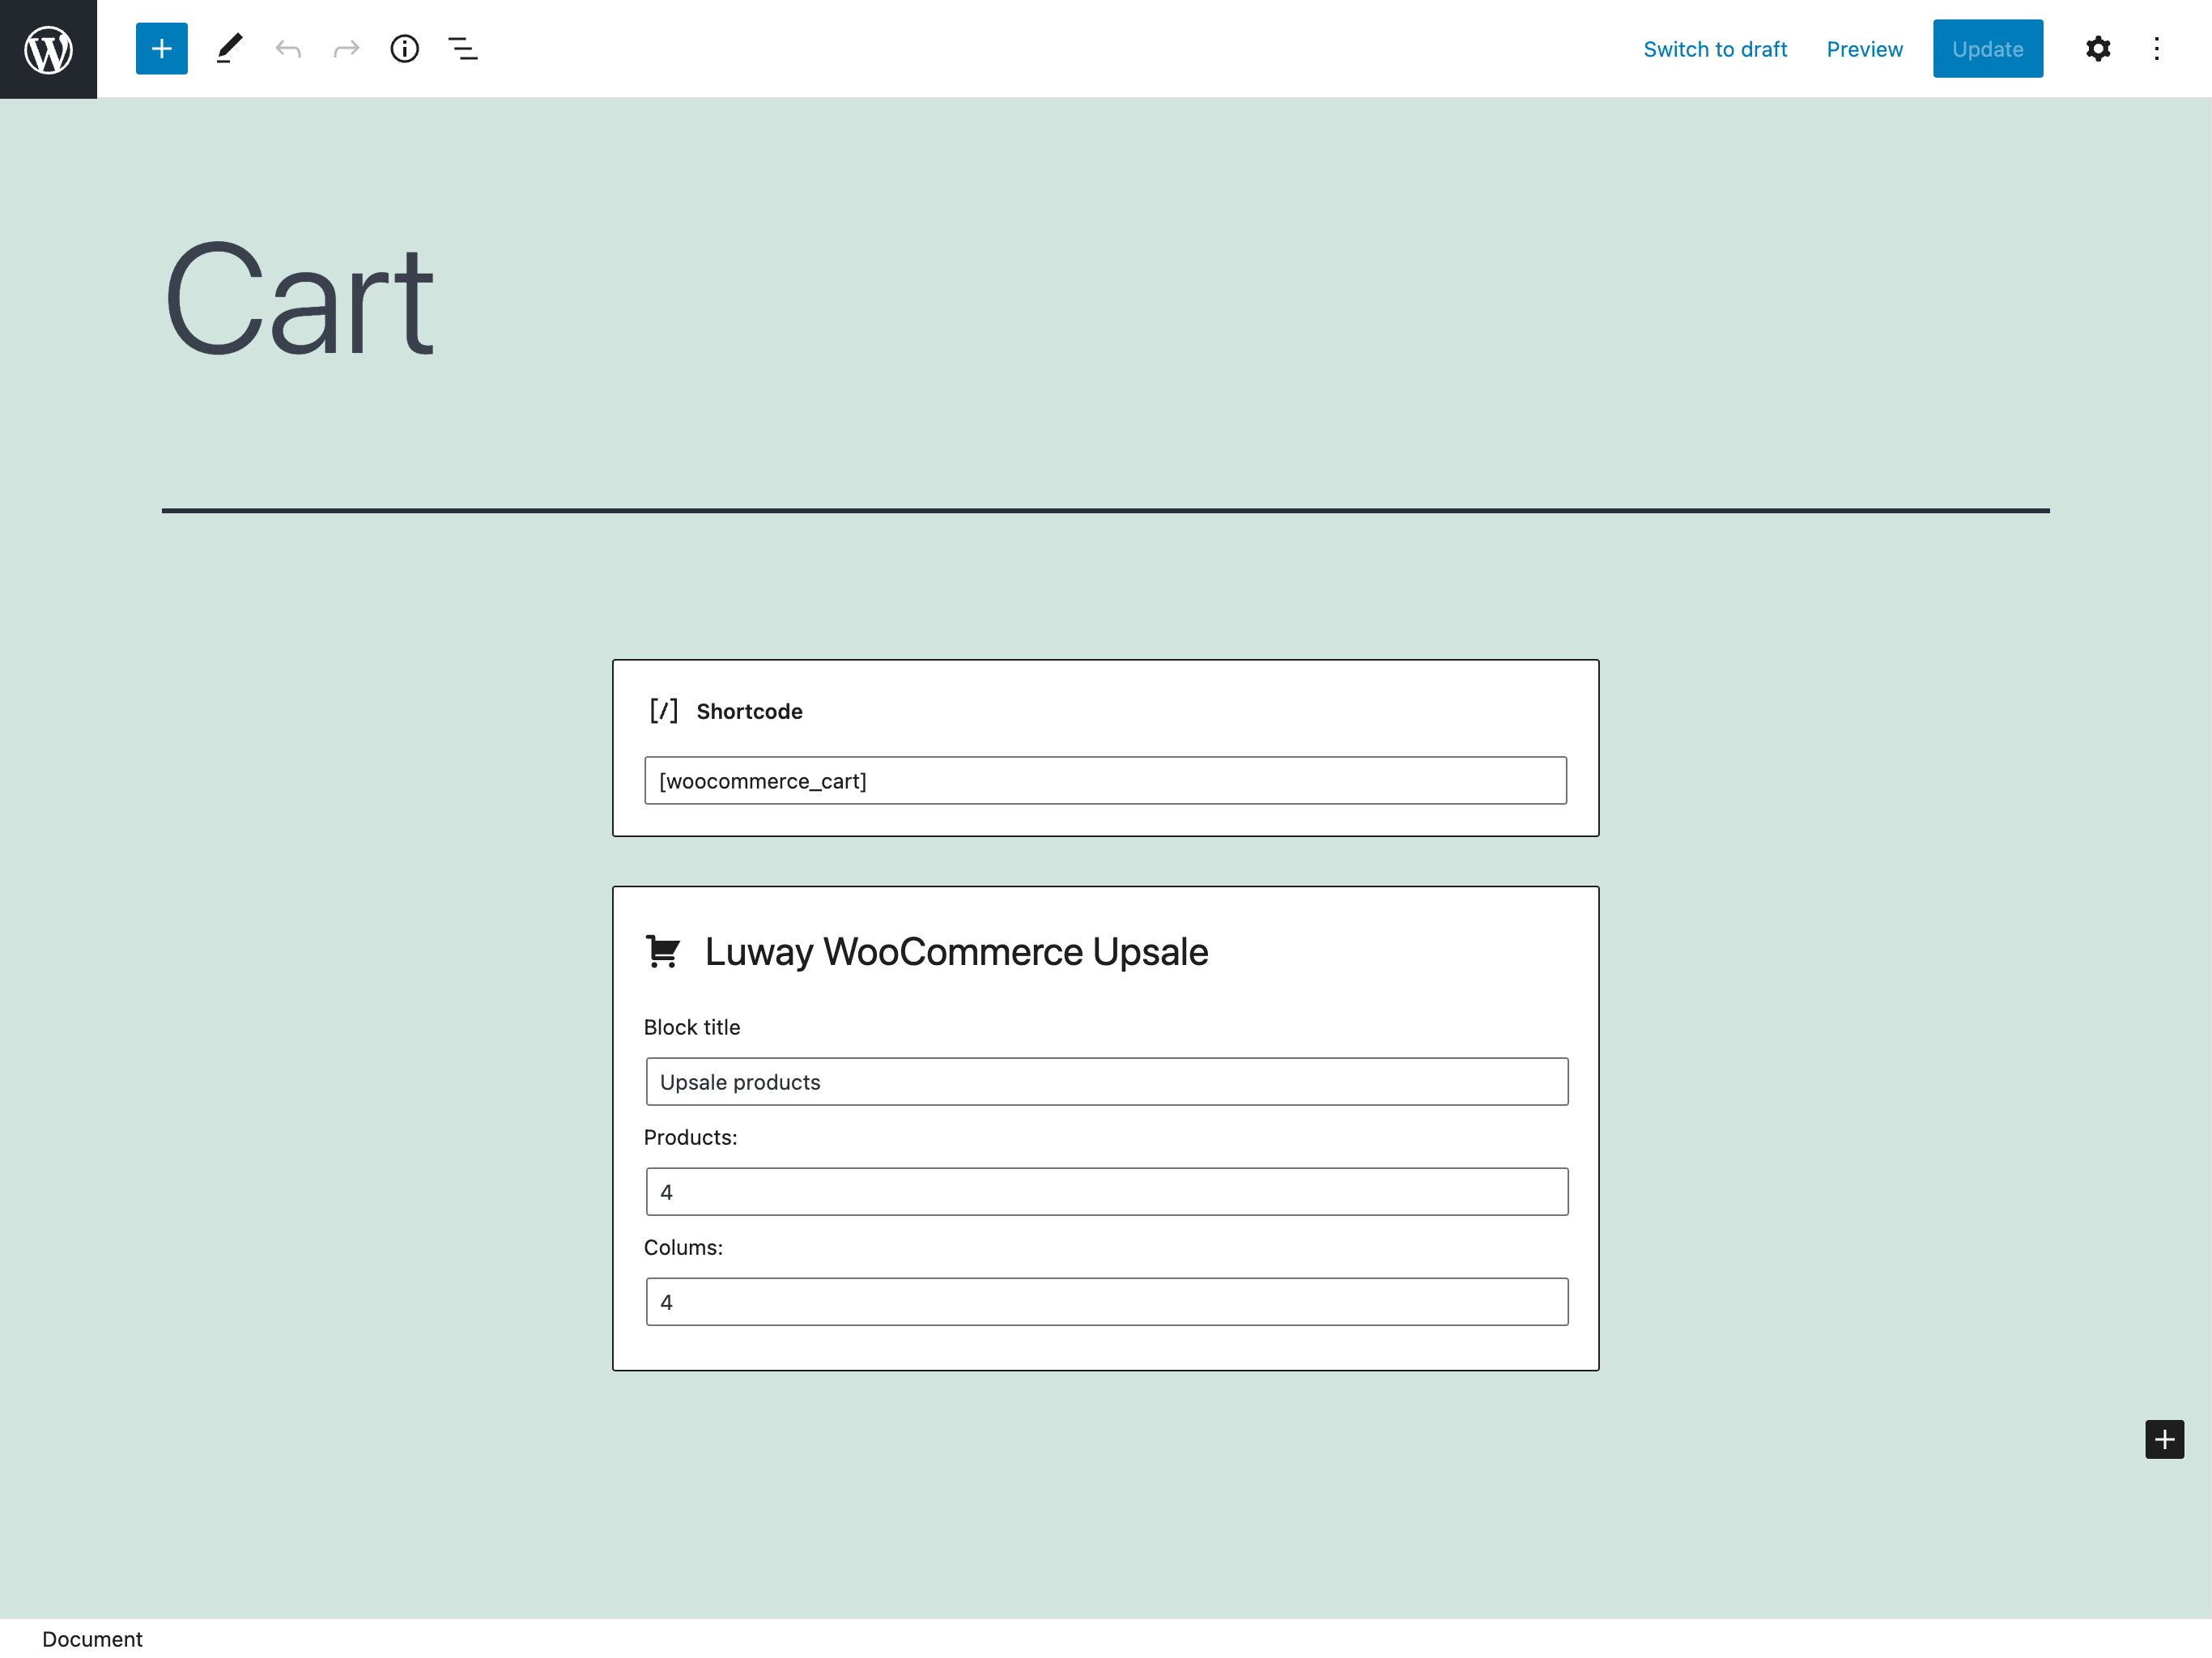 Switch to draft Preview Update
Cart
[/] Shortcode
[woocommerce_cart]
Luway WooCommerce Upsale
Block title
Upsale products
Products:
4
Colums:
4
Document